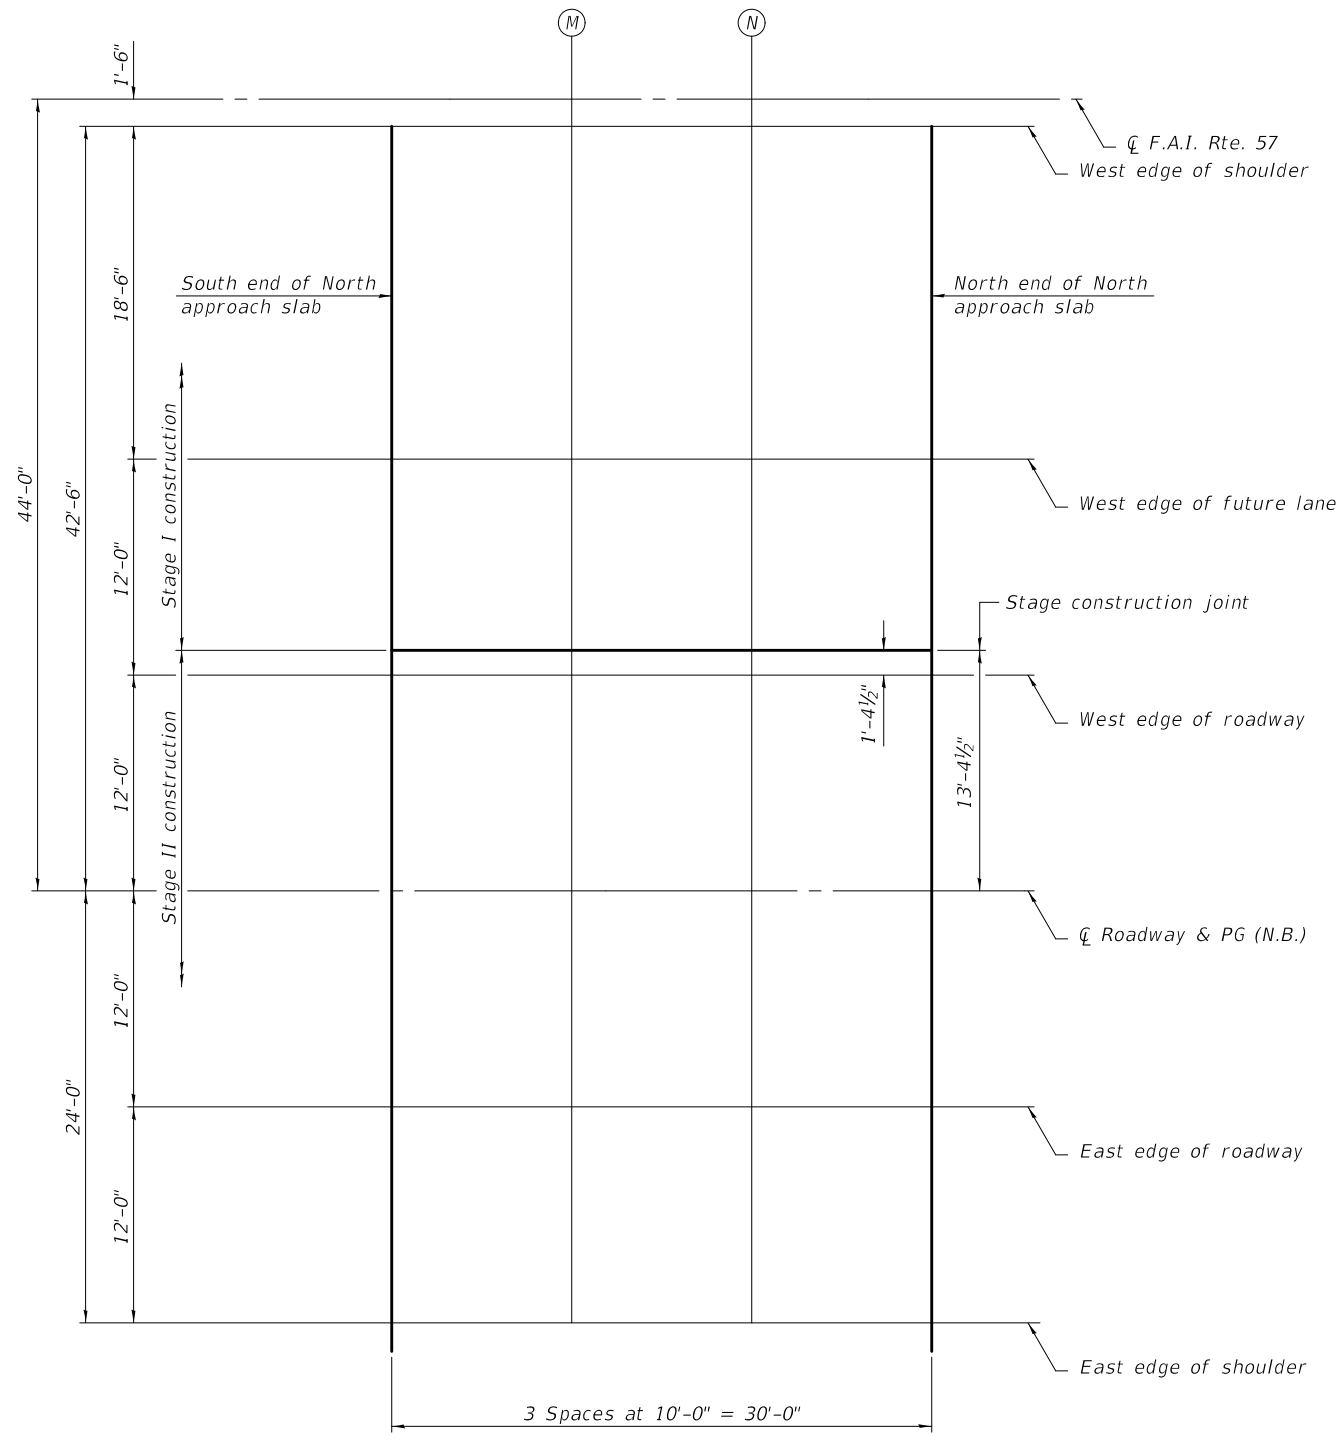 M
N
1'-6"
℄ F.A.I. Rte. 57
West edge of shoulder
South end of North
approach slab
North end of North
approach slab
18'-6"
Stage I construction
44'-0"
42'-6"
West edge of future lane
12'-0"
Stage construction joint
1'-4½"
West edge of roadway
Stage II construction
12'-0"
13'-4½"
℄ Roadway & PG (N.B.)
12'-0"
24'-0"
East edge of roadway
12'-0"
East edge of shoulder
3 Spaces at 10'-0" = 30'-0"